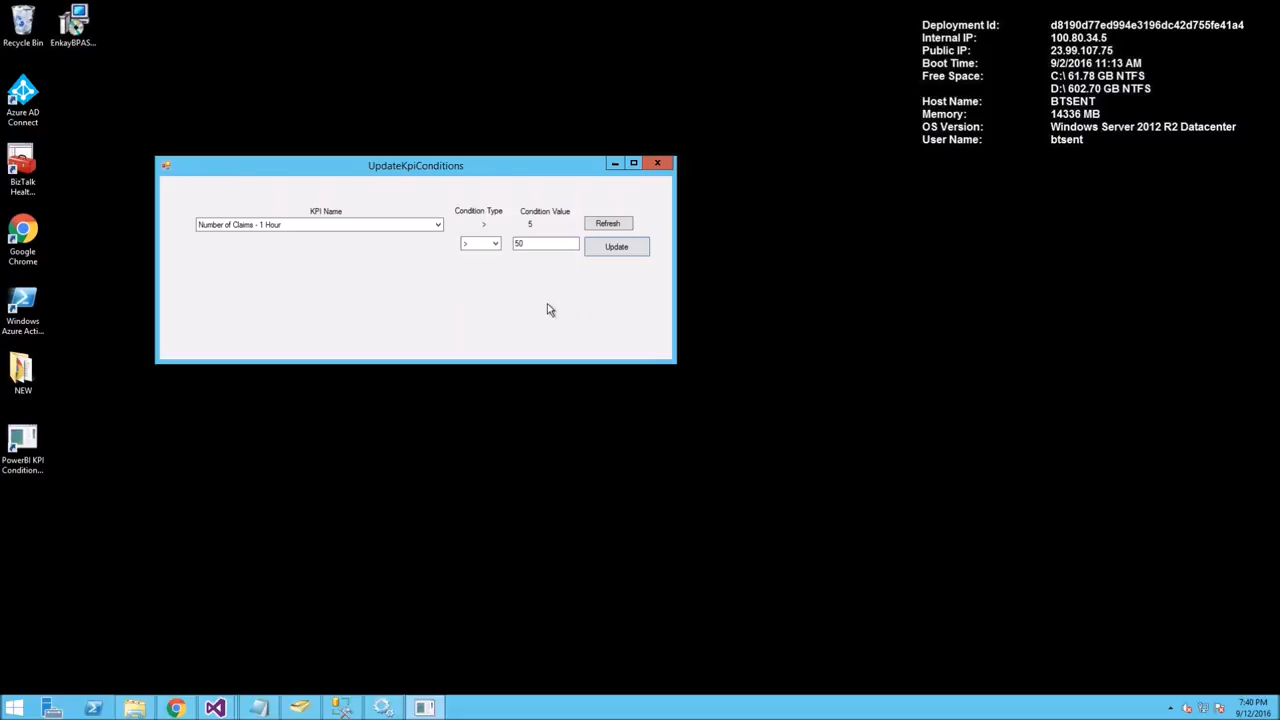 Recycle Bin
EnkayBPAS...
Azure AD
Connect
BizTalk
Healt...
Google
Chrome
Windows
Azure Acti...
NEW
PowerBI KPI
Condition...
Deployment Id: d8190d77ed994e3196dc42d755fe41a4
Internal IP: 100.80.34.5
Public IP: 23.99.107.75
Boot Time: 9/2/2016 11:13 AM
Free Space: C:\ 61.78 GB NTFS
D:\ 602.70 GB NTFS
Host Name: BTSENT
Memory: 14336 MB
OS Version: Windows Server 2012 R2 Datacenter
User Name: btsent
UpdateKpiConditions
KPI Name Condition Type Condition Value
Number of Claims - 1 Hour > 5 Refresh
> 50 Update
7:40 PM
9/12/2016